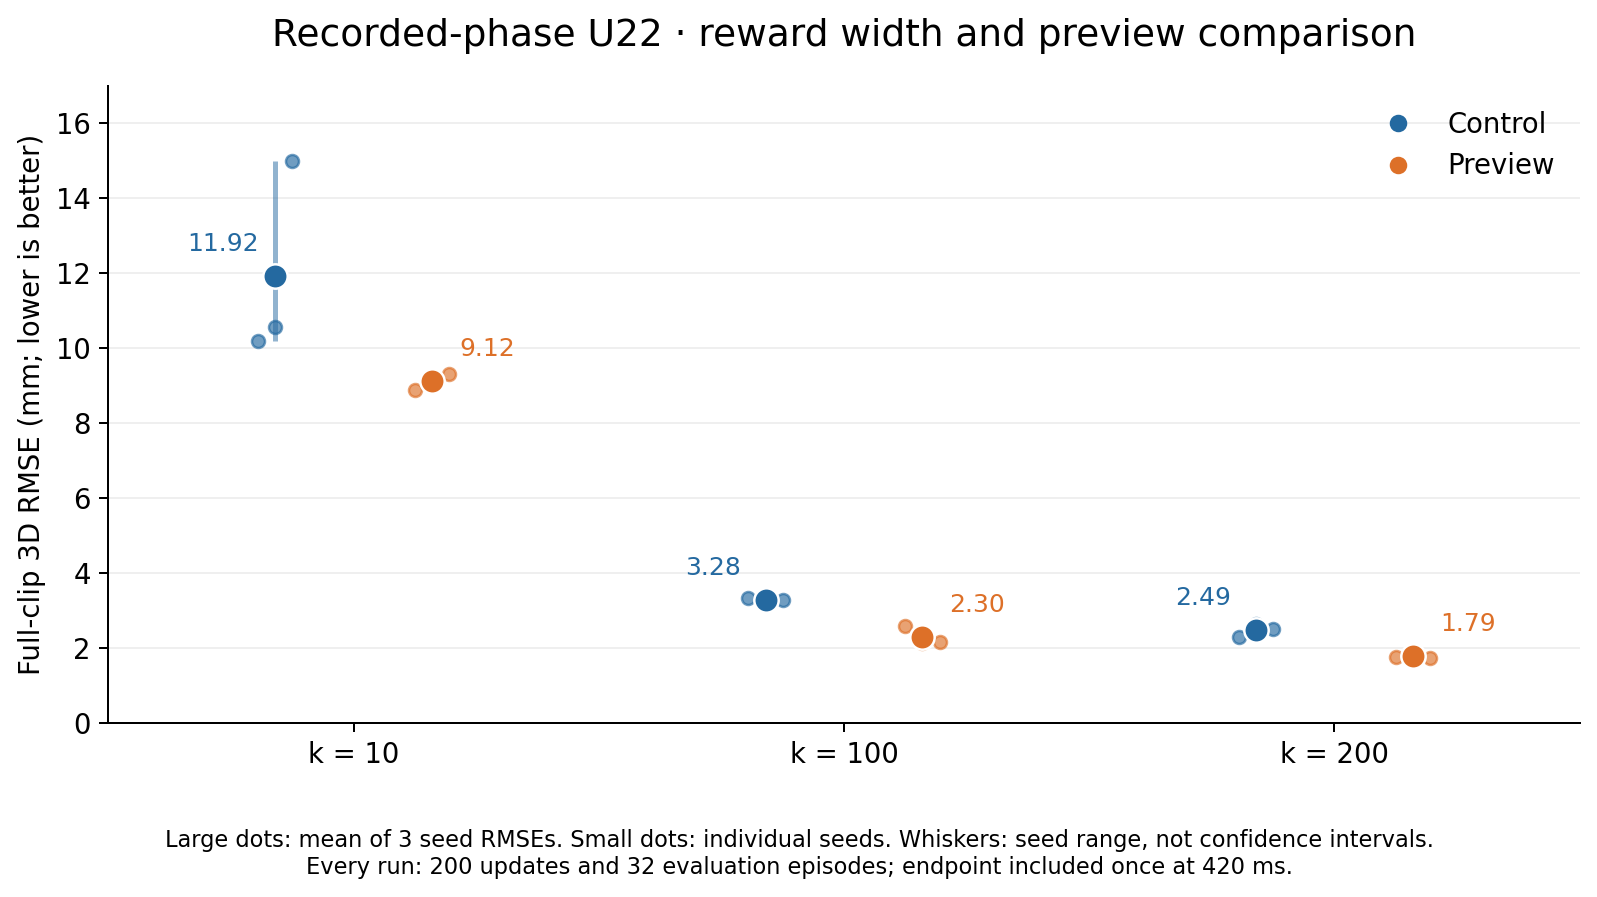 Recorded-phase U22 · reward width and preview comparison
Full-clip 3D RMSE (mm; lower is better)
16
14
12
10
8
6
4
2
0
Control
Preview
11.92
9.12
3.28
2.30
2.49
1.79
k = 10
k = 100
k = 200
Large dots: mean of 3 seed RMSEs. Small dots: individual seeds. Whiskers: seed range, not confidence intervals.
Every run: 200 updates and 32 evaluation episodes; endpoint included once at 420 ms.